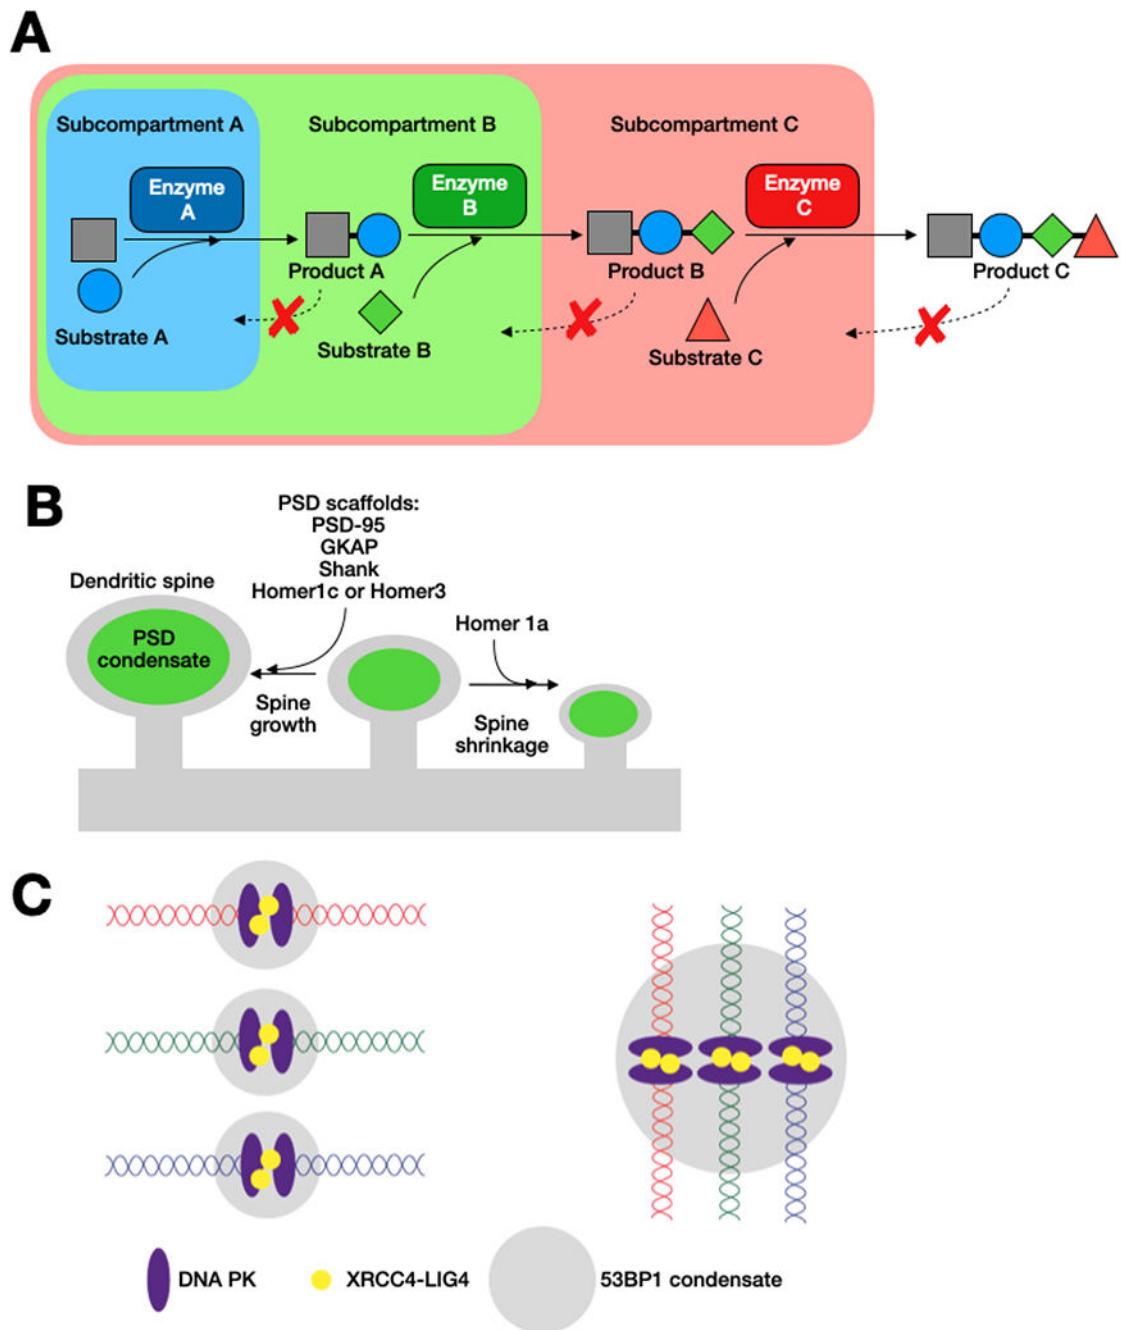 A
Subcompartment A
Subcompartment B
Subcompartment C
Enzyme
A
Enzyme
B
Enzyme
C
Product A
Product B
Product C
Substrate A
Substrate B
Substrate C
B
PSD scaffolds:
PSD-95
GKAP
Shank
Homer1c or Homer3
Dendritic spine
Homer 1a
PSD
condensate
Spine
growth
Spine
shrinkage
C
DNA PK
XRCC4-LIG4
53BP1 condensate